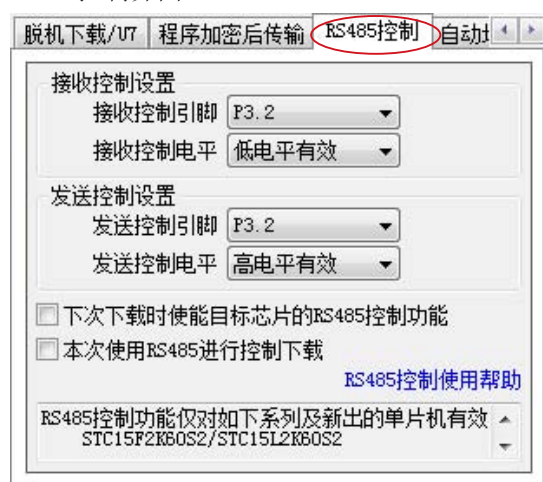 脱机下载/U7 程序加密后传输 RS485控制 自动
接收控制设置
接收控制引脚 P3.2
接收控制电平 低电平有效
发送控制设置
发送控制引脚 P3.2
发送控制电平 高电平有效
下次下载时使能目标芯片的RS485控制功能
本次使用RS485进行控制下载
RS485控制使用帮助
RS485控制功能仅对如下系列及新出的单片机有效
STC15F2K60S2/STC15L2K60S2